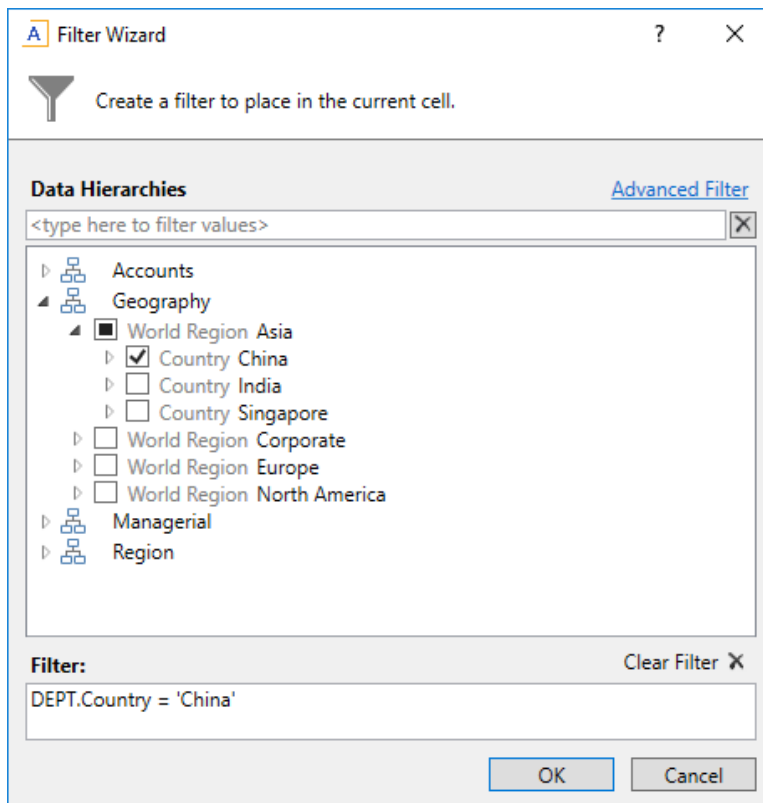 A Filter Wizard ?
Create a filter to place in the current cell.
Data Hierarchies Advanced Filter
<type here to filter values>
Accounts
Geography
World Region Asia
Country China
Country India
Country Singapore
World Region Corporate
World Region Europe
World Region North America
Managerial
Region
Filter: Clear Filter
DEPT.Country = 'China'
OK Cancel